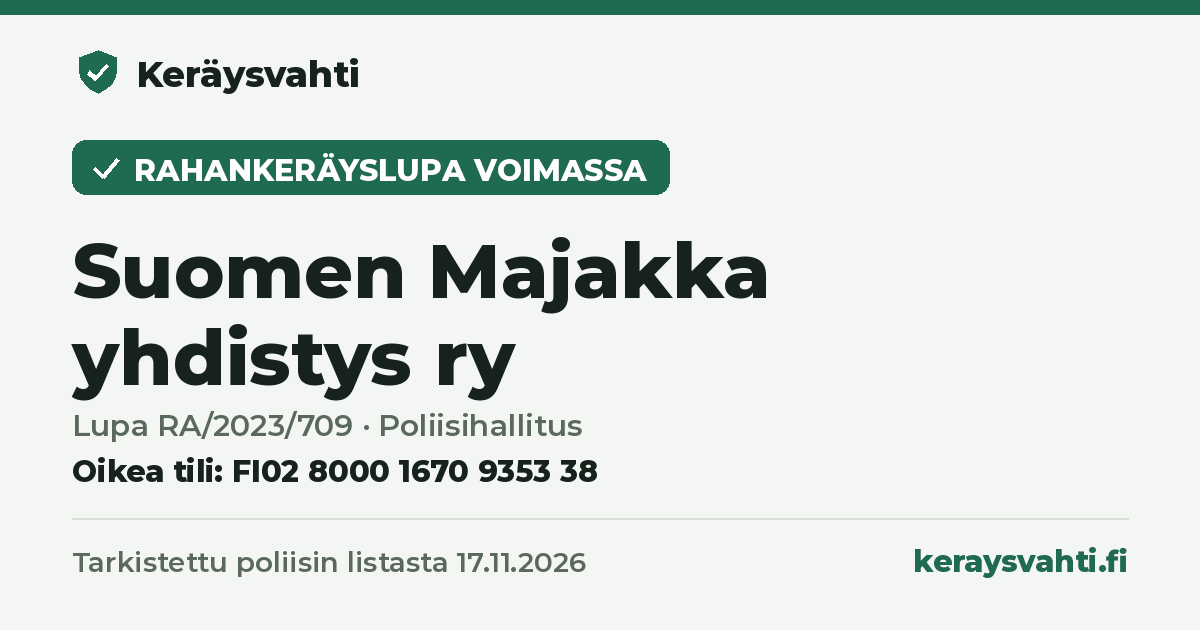 Keräysvahti
RAHANKERÄYSLUPA VOIMASSA
Suomen Majakka
yhdistys ry
Lupa RA/2023/709 · Poliisihallitus
Oikea tili: FI02 8000 1670 9353 38
Tarkistettu poliisin listasta 17.11.2026
keraysvahti.fi